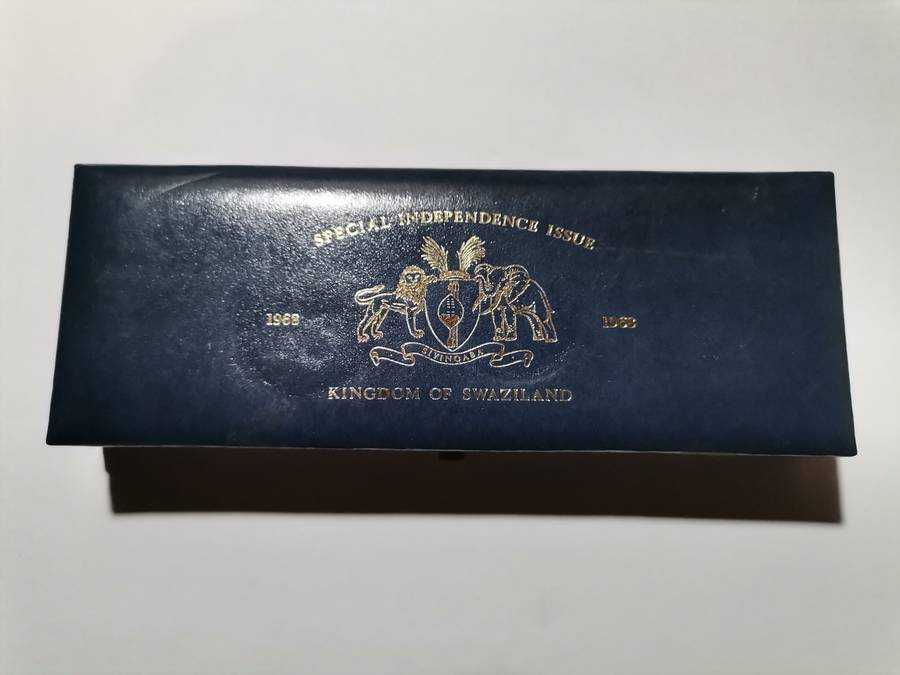 SPECIAL INDEPENDENCE ISSUE
1968 1968
SIYINQABA
KINGDOM OF SWAZILAND